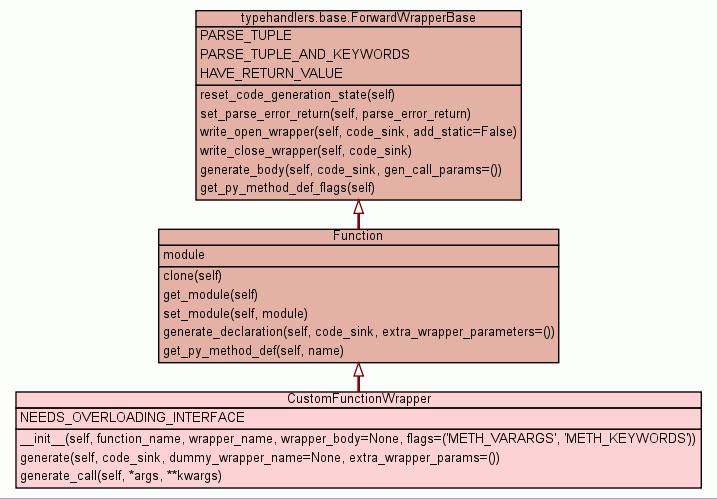 typehandlers.base.ForwardWrapperBase
PARSE_TUPLE
PARSE_TUPLE_AND_KEYWORDS
HAVE_RETURN_VALUE
reset_code_generation_state(self)
set_parse_error_return(self, parse_error_return)
write_open_wrapper(self, code_sink, add_static=False)
write_close_wrapper(self, code_sink)
generate_body(self, code_sink, gen_call_params=())
get_py_method_def_flags(self)
Function
module
clone(self)
get_module(self)
set_module(self, module)
generate_declaration(self, code_sink, extra_wrapper_parameters=())
get_py_method_def(self, name)
CustomFunctionWrapper
NEEDS_OVERLOADING_INTERFACE
__init__(self, function_name, wrapper_name, wrapper_body=None, flags=('METH_VARARGS', 'METH_KEYWORDS'))
generate(self, code_sink, dummy_wrapper_name=None, extra_wrapper_params=())
generate_call(self, *args, **kwargs)